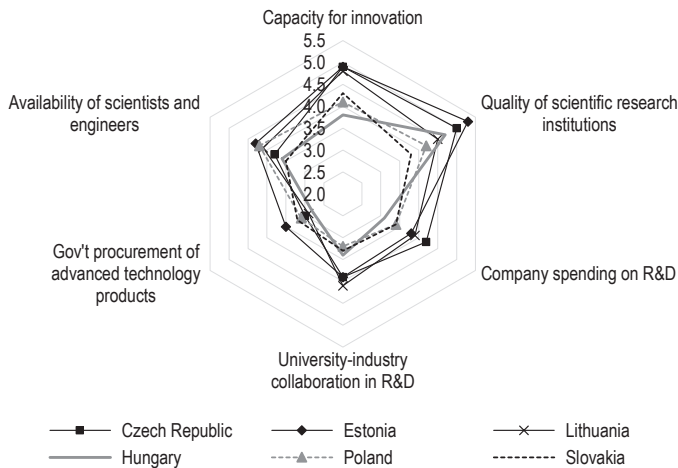 Capacity for innovation
5.5
5.0
4.5
4.0
3.5
3.0
2.5
2.0
Availability of scientists and
engineers
Quality of scientific research
institutions
Gov't procurement of
advanced technology
products
Company spending on R&D
University-industry
collaboration in R&D
Czech Republic
Estonia
Lithuania
Hungary
Poland
Slovakia